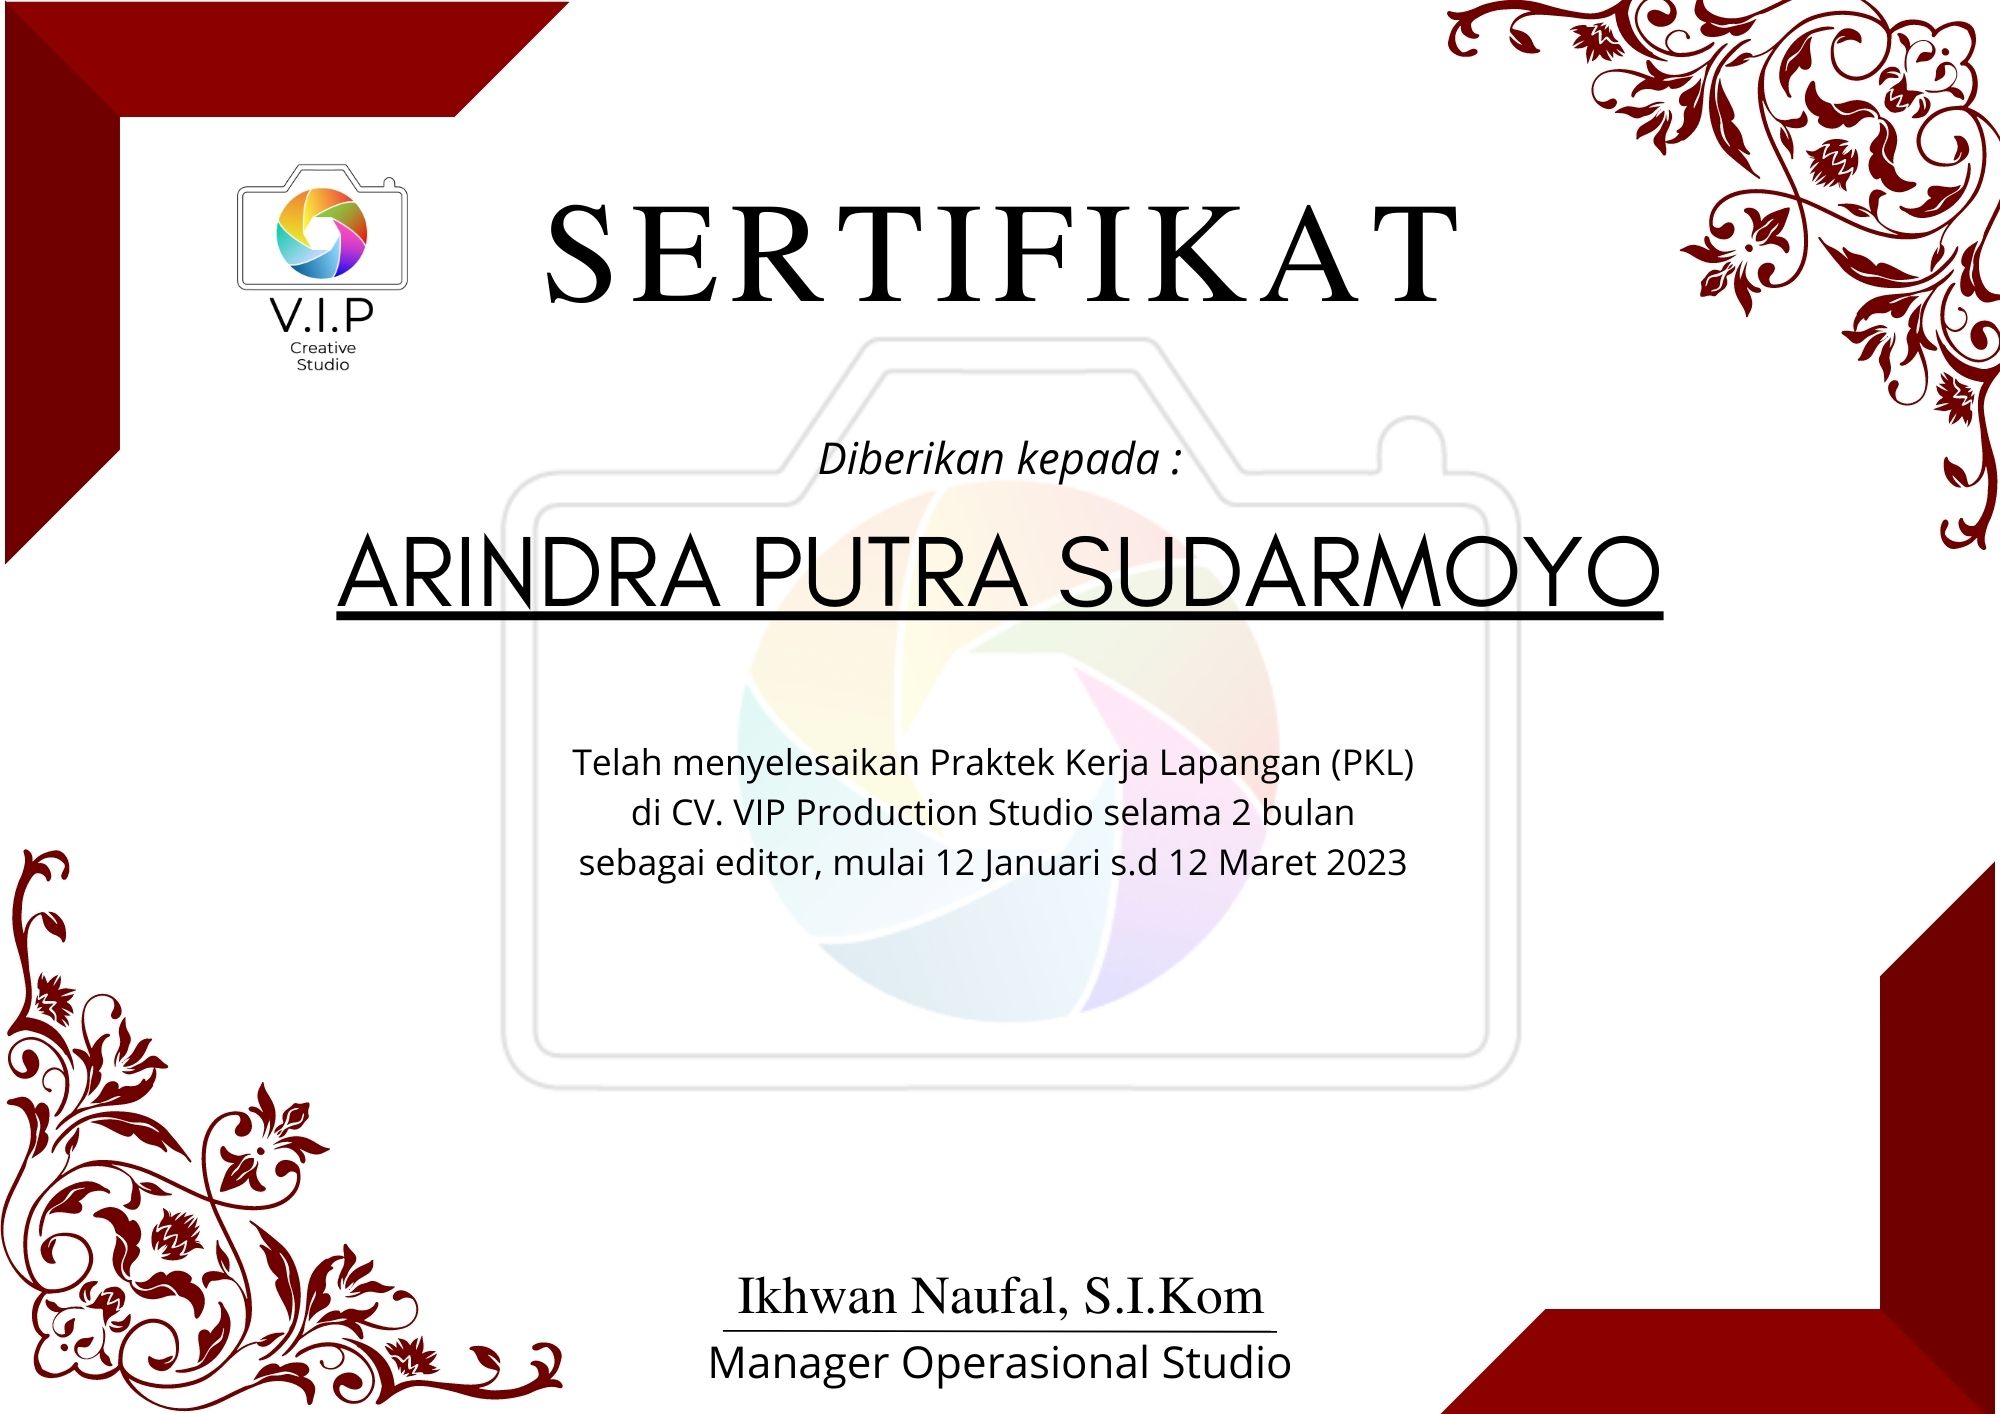 V.I.P
Creative
Studio
SERTIFIKAT
Diberikan kepada :
ARINDRA PUTRA SUDARMOYO
Telah menyelesaikan Praktek Kerja Lapangan (PKL)
di CV. VIP Production Studio selama 2 bulan
sebagai editor, mulai 12 Januari s.d 12 Maret 2023
Ikhwan Naufal, S.I.Kom
Manager Operasional Studio